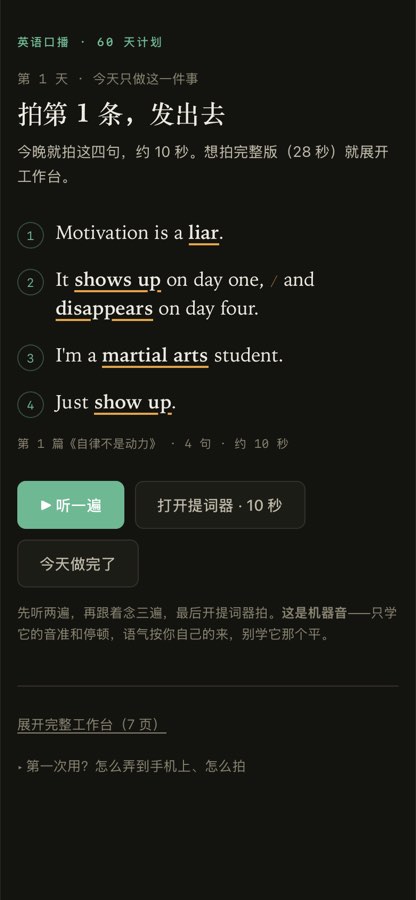 英语口播 · 60 天计划
第 1 天 · 今天只做这一件事
拍第 1 条，发出去
今晚就拍这四句，约 10 秒。想拍完整版（28 秒）就展开
工作台。
1 Motivation is a liar.
2 It shows up on day one, / and
disappears on day four.
3 I'm a martial arts student.
4 Just show up.
第 1 篇《自律不是动力》 · 4 句 · 约 10 秒
▶ 听一遍
打开提词器 · 10 秒
今天做完了
先听两遍，再跟着念三遍，最后开提词器拍。这是机器音——只学
它的音准和停顿，语气按你自己的来，别学它那个平。
展开完整工作台（7 页）
▸ 第一次用？怎么弄到手机上、怎么拍